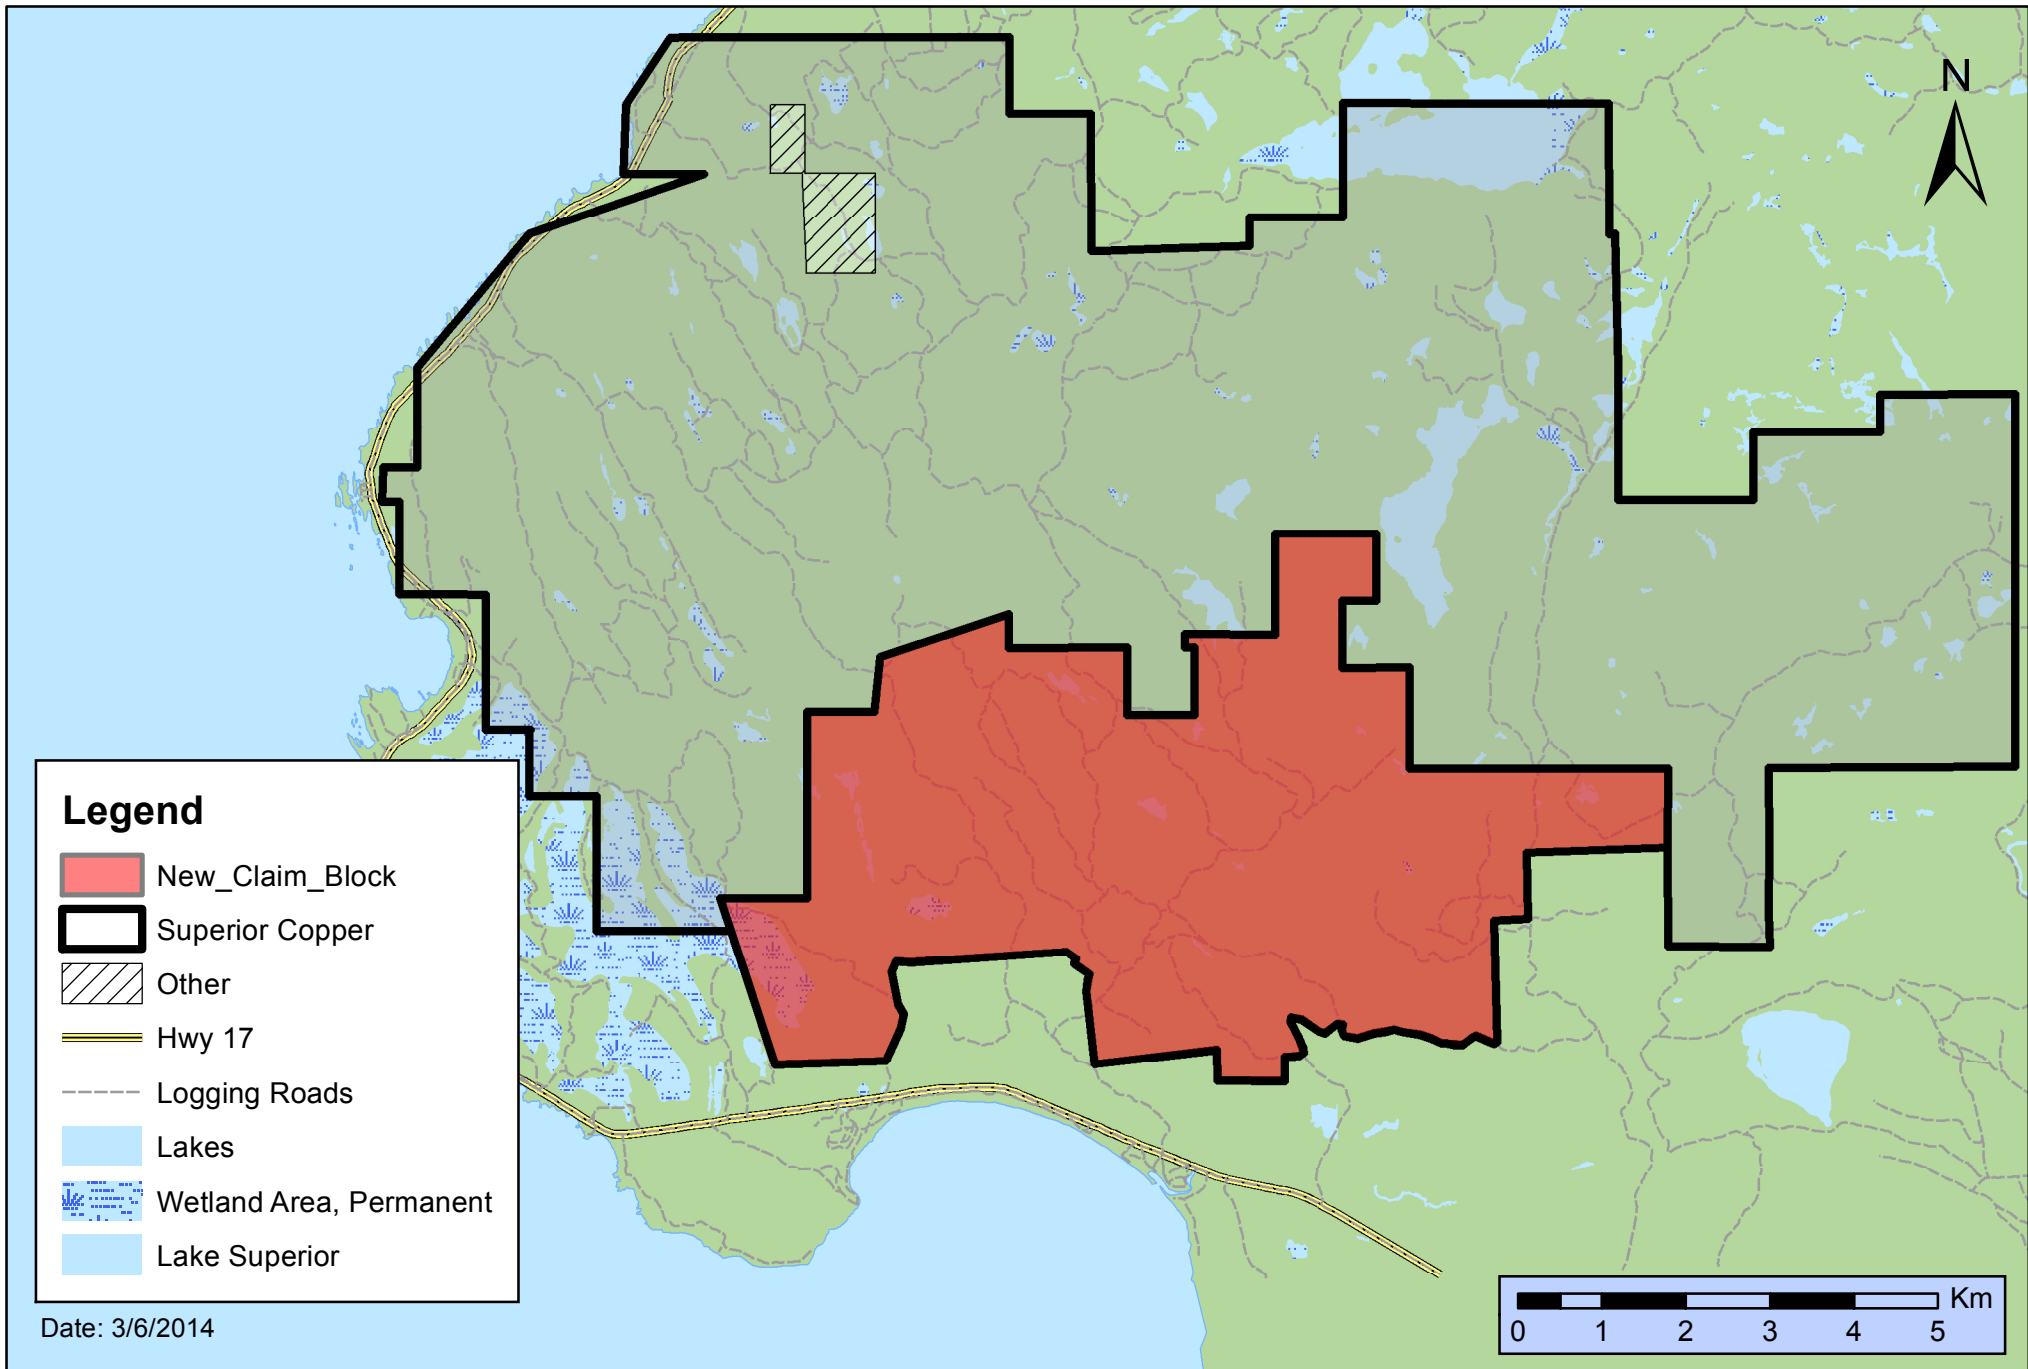 N
Legend
New_Claim_Block
Superior Copper
Other
Hwy 17
Logging Roads
Lakes
Wetland Area, Permanent
Lake Superior
Date: 3/6/2014
Km
0 1 2 3 4 5